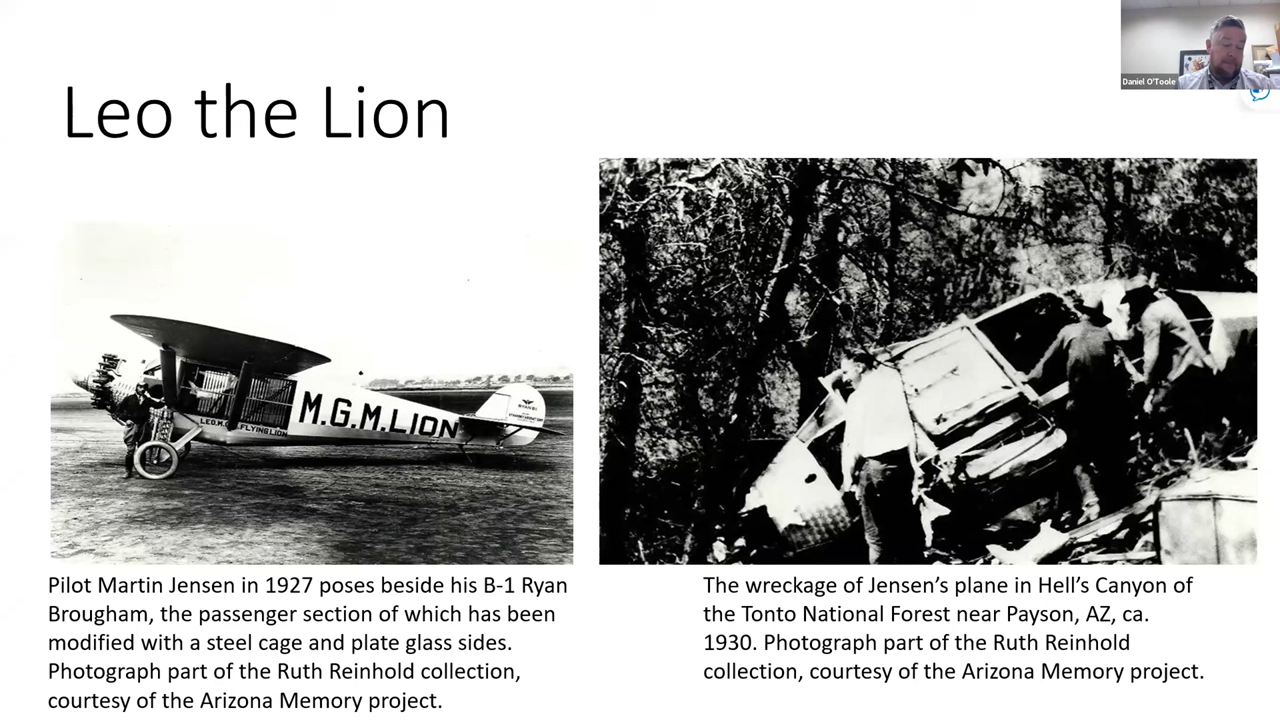 Daniel O'Toole
Leo the Lion
M.G.M.LION
FLYING LION
Pilot Martin Jensen in 1927 poses beside his B-1 Ryan
Brougham, the passenger section of which has been
modified with a steel cage and plate glass sides.
Photograph part of the Ruth Reinhold collection,
courtesy of the Arizona Memory project.
The wreckage of Jensen’s plane in Hell’s Canyon of
the Tonto National Forest near Payson, AZ, ca.
1930. Photograph part of the Ruth Reinhold
collection, courtesy of the Arizona Memory project.